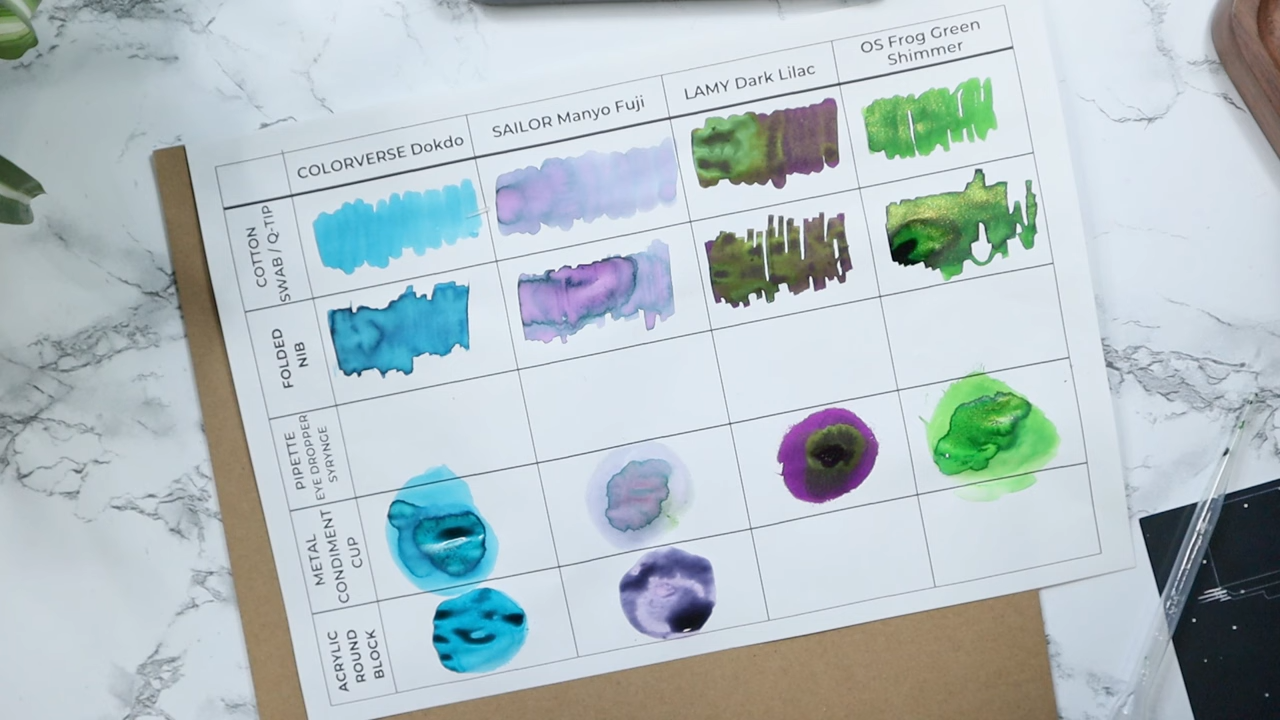 COLORVERSE Dokdo
SAILOR Manyo Fuji
LAMY Dark Lilac
OS Frog Green
Shimmer
COTTON
SWAB / Q-TIP
FOLDED
NIB
PIPETTE
EYE DROPPER
SYRYNGE
METAL
CONDIMENT
CUP
ACRYLIC
ROUND
BLOCK